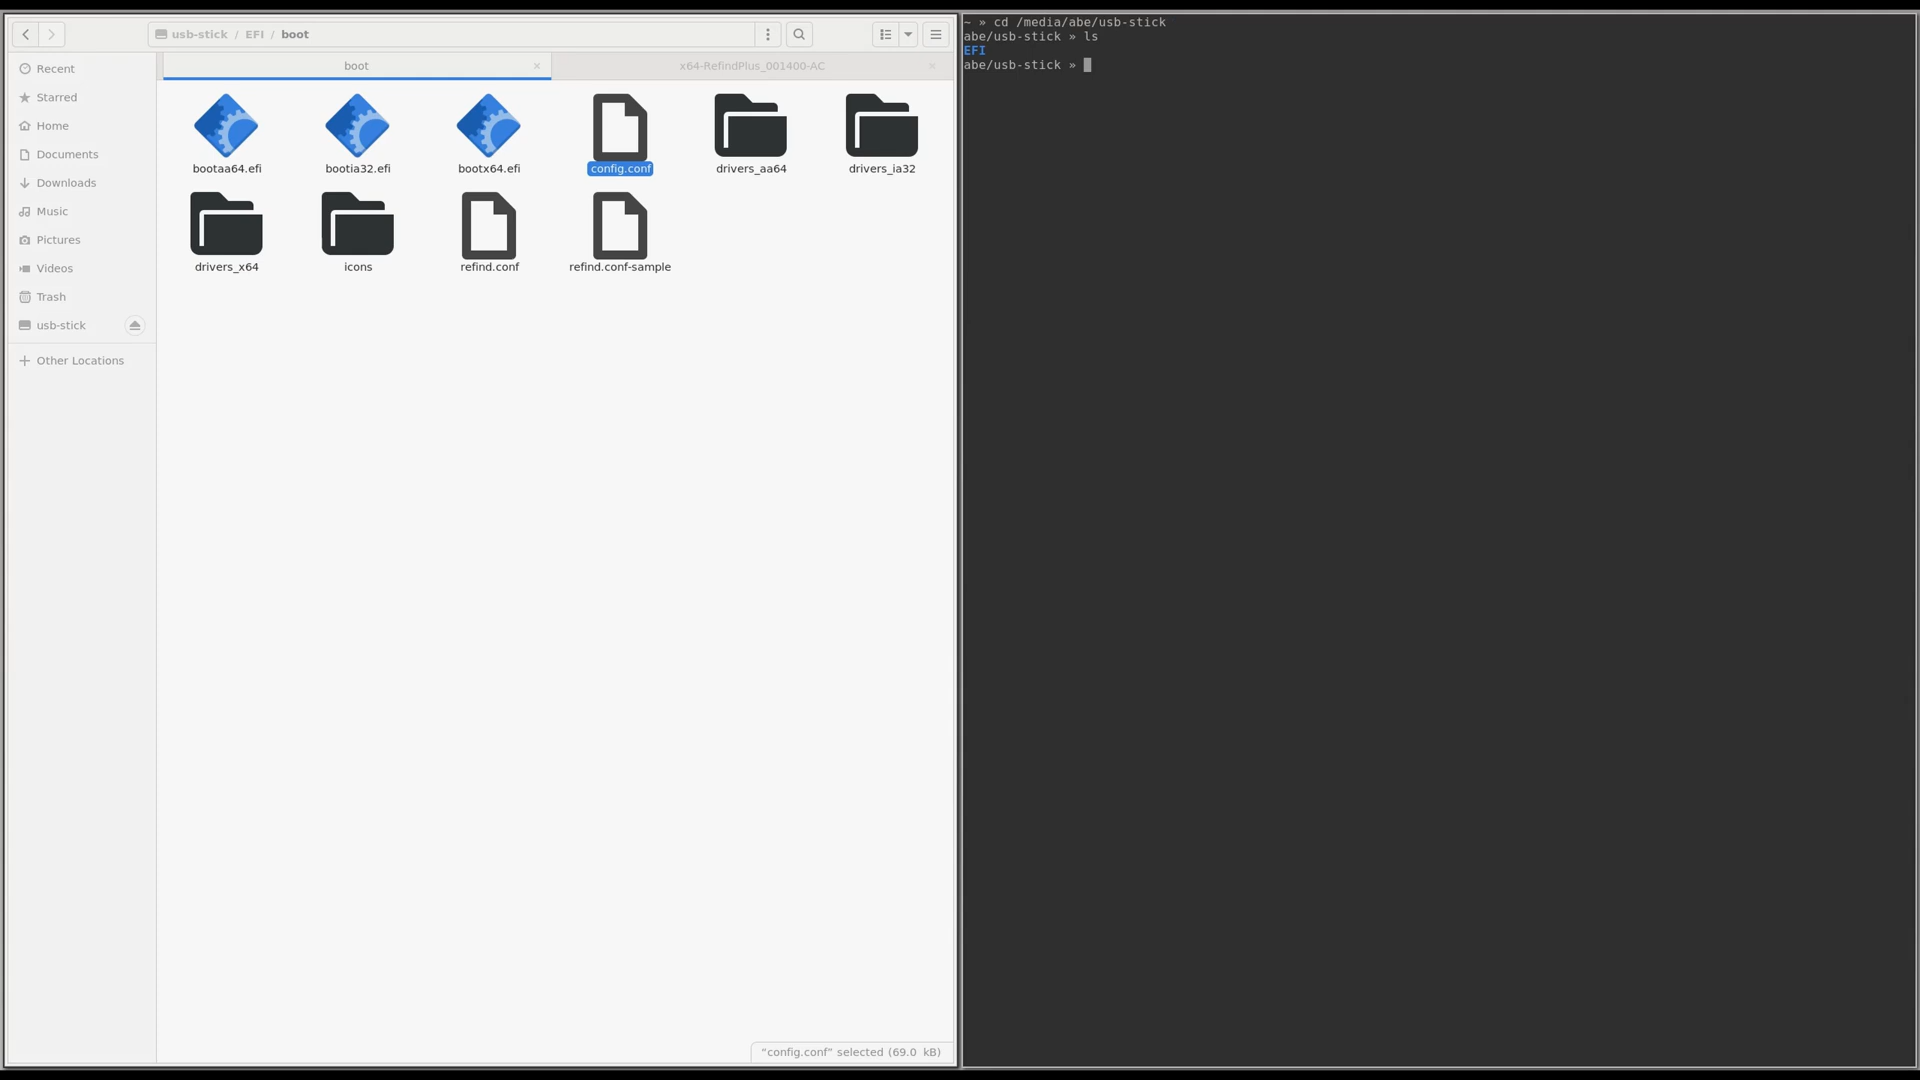 usb-stick / EFI / boot
boot
x64-RefindPlus_001400-AC
Recent
Starred
Home
Documents
Downloads
Music
Pictures
Videos
Trash
usb-stick
Other Locations
bootaa64.efi
bootia32.efi
bootx64.efi
config.conf
drivers_aa64
drivers_ia32
drivers_x64
icons
refind.conf
refind.conf-sample
“config.conf” selected (69.0 kB)
~ » cd /media/abe/usb-stick
abe/usb-stick » ls
EFI
abe/usb-stick »